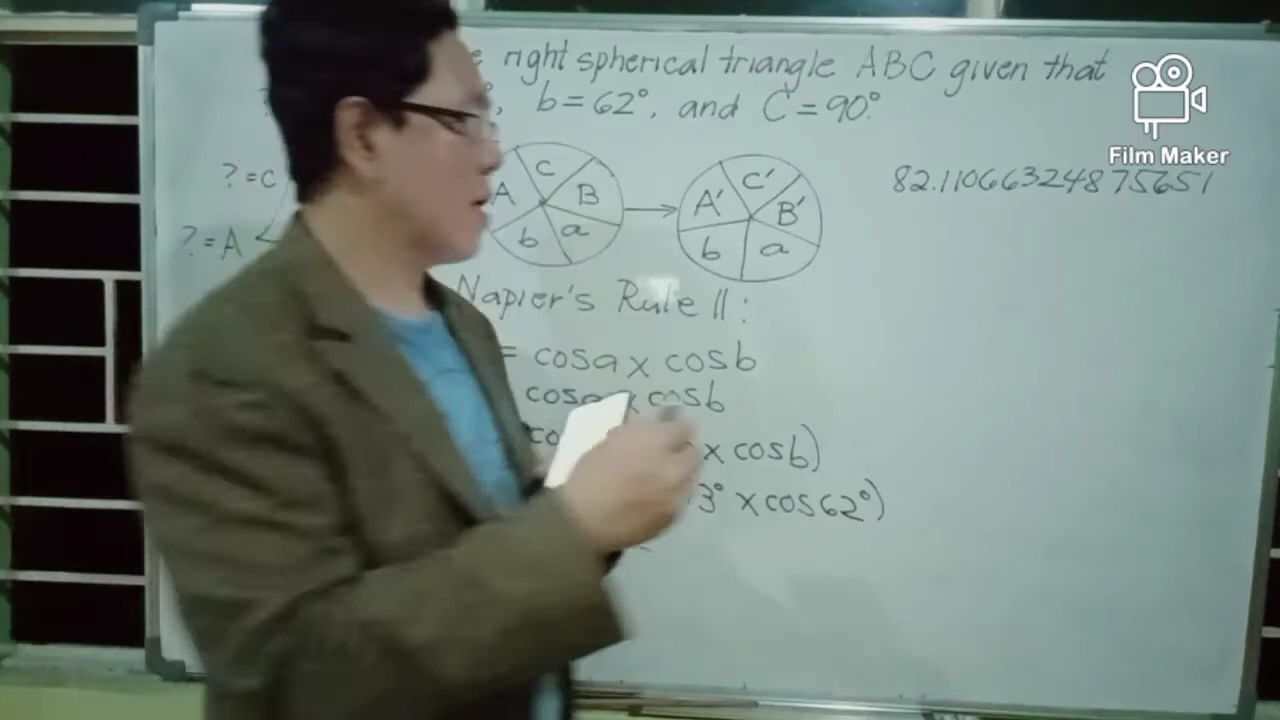 right spherical triangle ABC given that
b = 62°, and C = 90°.
Film Maker
? = c
C
C'
82.11066324875651
A
B
A'
B'
? = A
b
a
b
a
Napier's Rule II :
= cosa x cosb
cosa x cosb
x cosb)
3° x cos62°)